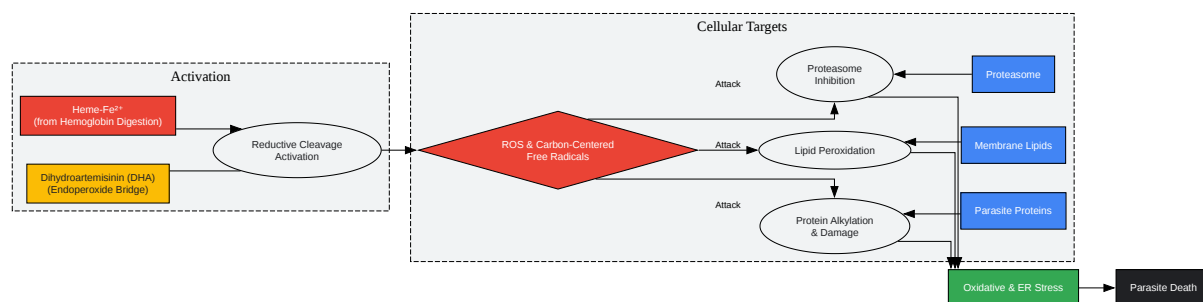 Cellular Targets
Activation
Heme-Fe²⁺
(from Hemoglobin Digestion)
Dihydroartemisinin (DHA)
(Endoperoxide Bridge)
Reductive Cleavage
Activation
ROS & Carbon-Centered
Free Radicals
Attack
Attack
Attack
Proteasome
Inhibition
Lipid Peroxidation
Protein Alkylation
& Damage
Proteasome
Membrane Lipids
Parasite Proteins
Oxidative & ER Stress
Parasite Death